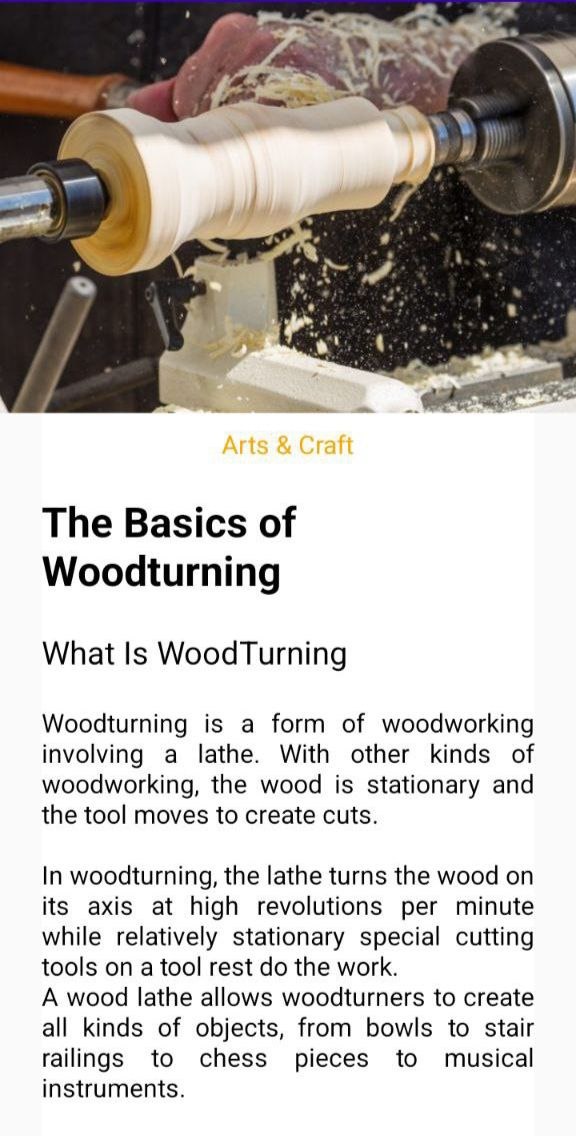 Arts & Craft
The Basics of
Woodturning
What Is WoodTurning
Woodturning is a form of woodworking
involving a lathe. With other kinds of
woodworking, the wood is stationary and
the tool moves to create cuts.
In woodturning, the lathe turns the wood on
its axis at high revolutions per minute
while relatively stationary special cutting
tools on a tool rest do the work.
A wood lathe allows woodturners to create
all kinds of objects, from bowls to stair
railings to chess pieces to musical
instruments.